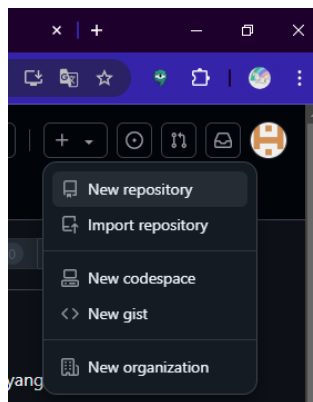 New repository
Import repository
New codespace
New gist
New organization
yang